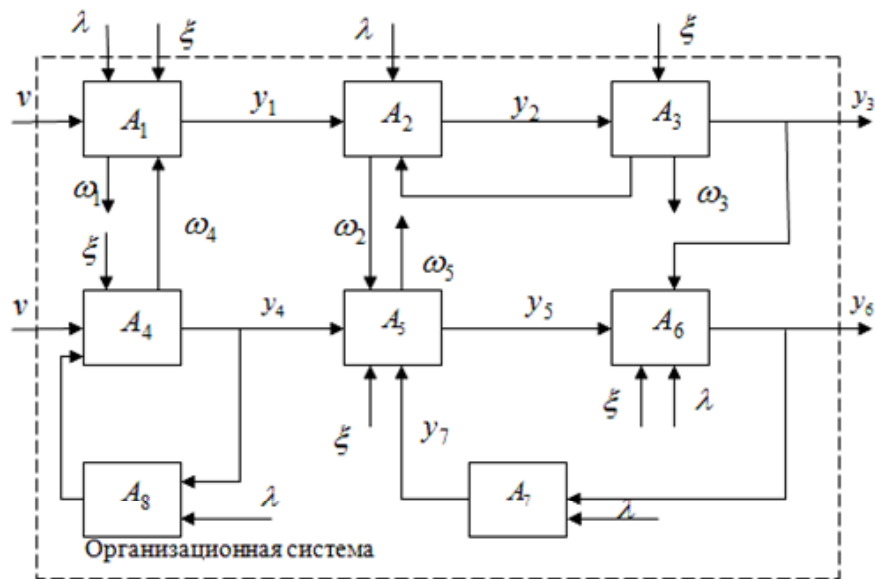 λ ξ λ ξ
v A₁ y₁ A₂ y₂ A₃ y₃
ω₁ ω₄ ω₂ ω₅ ω₃
ξ
v A₄ y₄ A₅ y₅ A₆ y₆
ξ y₇ ξ λ
A₈ λ A₇ λ
Организационная система